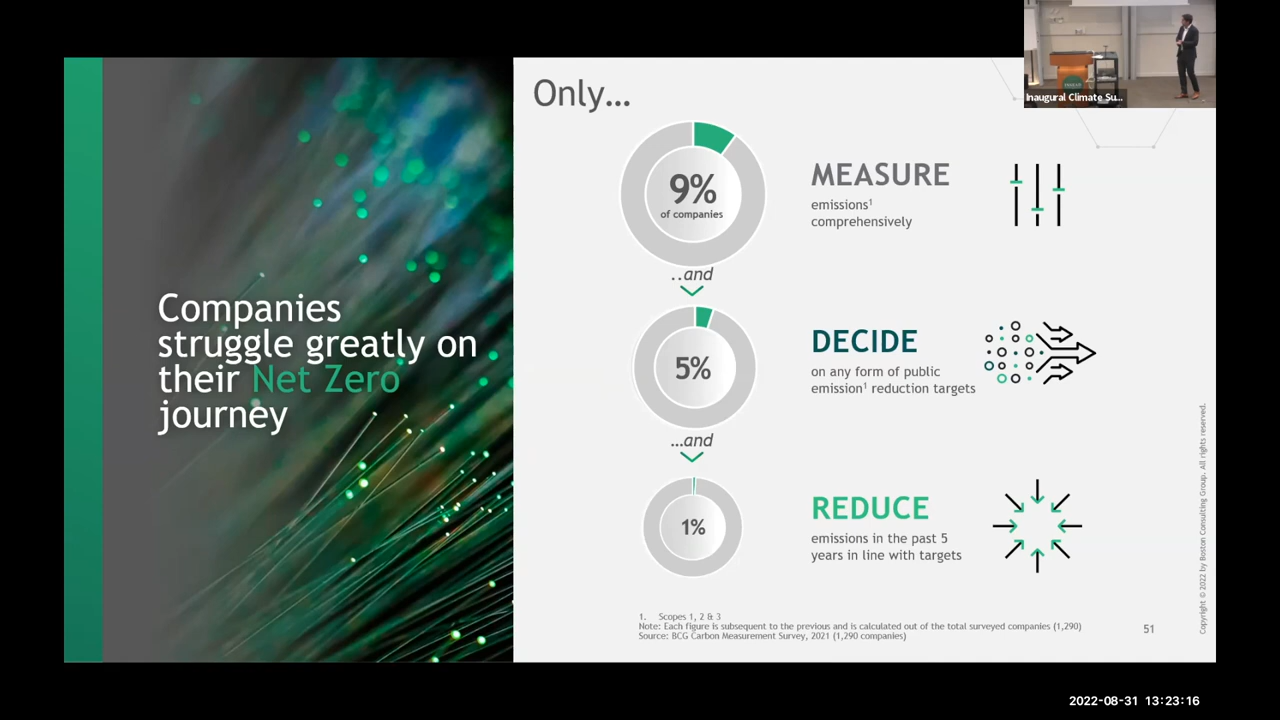 Inaugural Climate Su...
Companies
struggle greatly on
their Net Zero
journey
Only...
9%
of companies
MEASURE
emissions¹
comprehensively
..and
5%
DECIDE
on any form of public
emission¹ reduction targets
...and
1%
REDUCE
emissions in the past 5
years in line with targets
1. Scopes 1, 2 & 3
Note: Each figure is subsequent to the previous and is calculated out of the total surveyed companies (1,290)
Source: BCG Carbon Measurement Survey, 2021 (1,290 companies)
51
Copyright © 2022 by Boston Consulting Group. All rights reserved.
2022-08-31 13:23:16